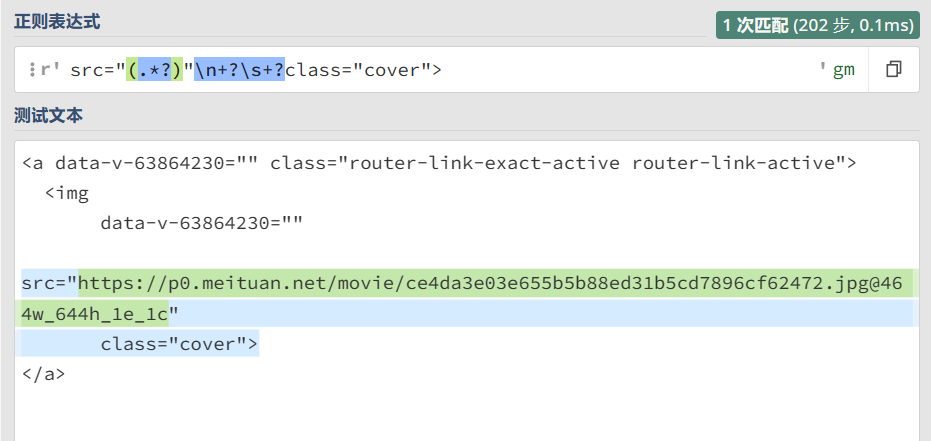 正则表达式
1 次匹配 (202 步, 0.1ms)
r' src="(.*?)"\n+?\s+?class="cover"> ' gm
测试文本
<a data-v-63864230="" class="router-link-exact-active router-link-active">
<img
data-v-63864230=""
src="https://p0.meituan.net/movie/ce4da3e03e655b5b88ed31b5cd7896cf62472.jpg@46
4w_644h_1e_1c"
class="cover">
</a>